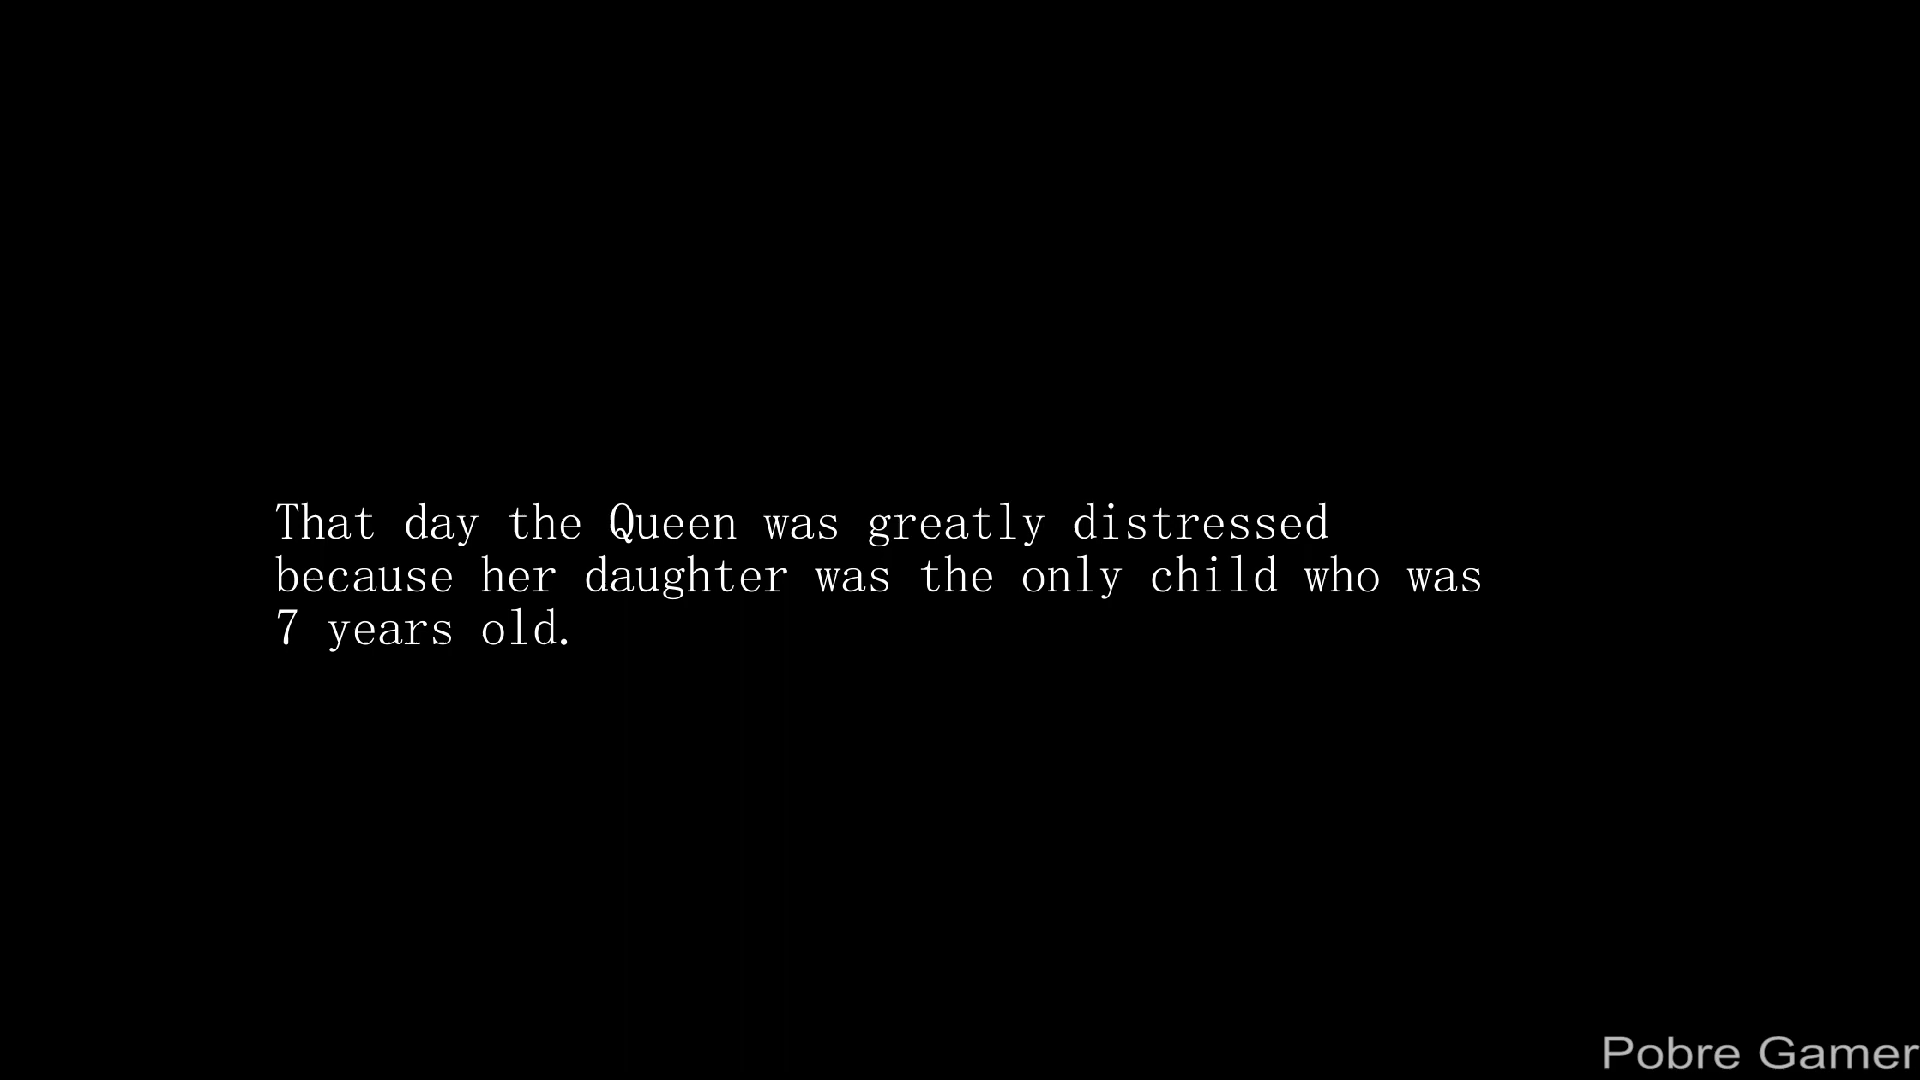 That day the Queen was greatly distressed
because her daughter was the only child who was
7 years old.
Pobre Gamer